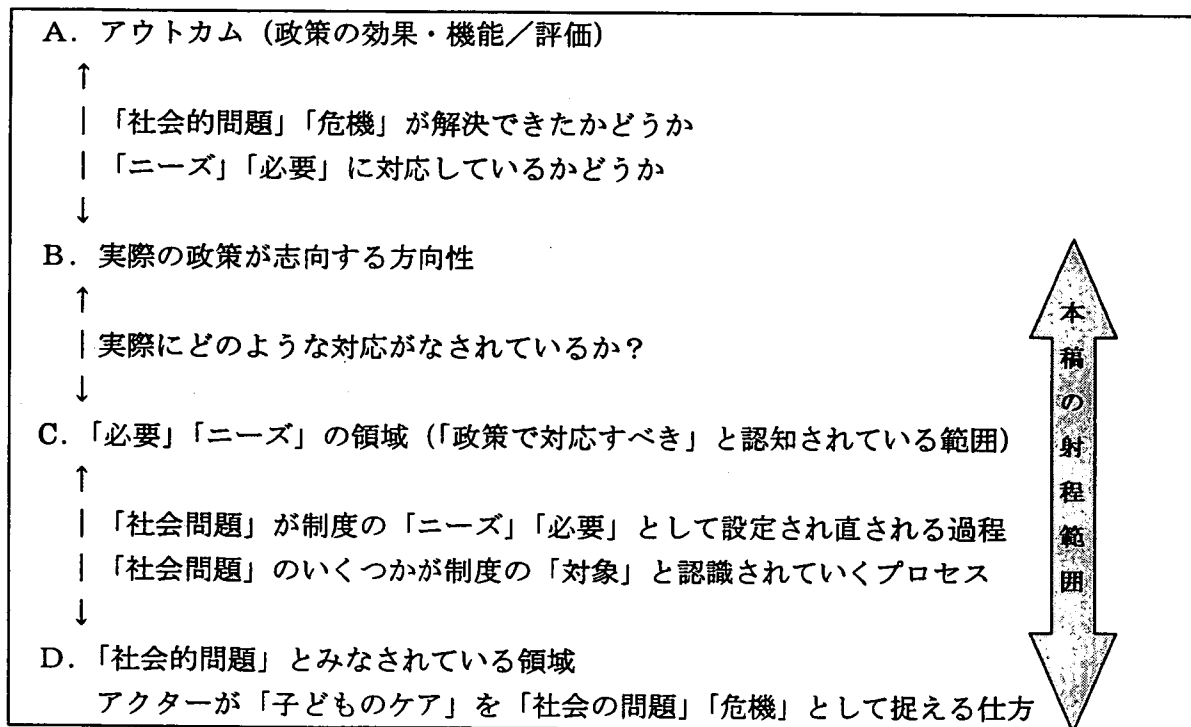 A. アウトカム（政策の効果・機能／評価）
↑
| 「社会的問題」「危機」が解決できたかどうか
| 「ニーズ」「必要」に対応しているかどうか
↓
B. 実際の政策が志向する方向性
↑
| 実際にどのような対応がなされているか？
↓
C. 「必要」「ニーズ」の領域（「政策で対応すべき」と認知されている範囲）
↑
| 「社会問題」が制度の「ニーズ」「必要」として設定され直される過程
| 「社会問題」のいくつかが制度の「対象」と認識されていくプロセス
↓
D. 「社会的問題」とみなされている領域
アクターが「子どものケア」を「社会の問題」「危機」として捉える仕方
本稿の射程範囲